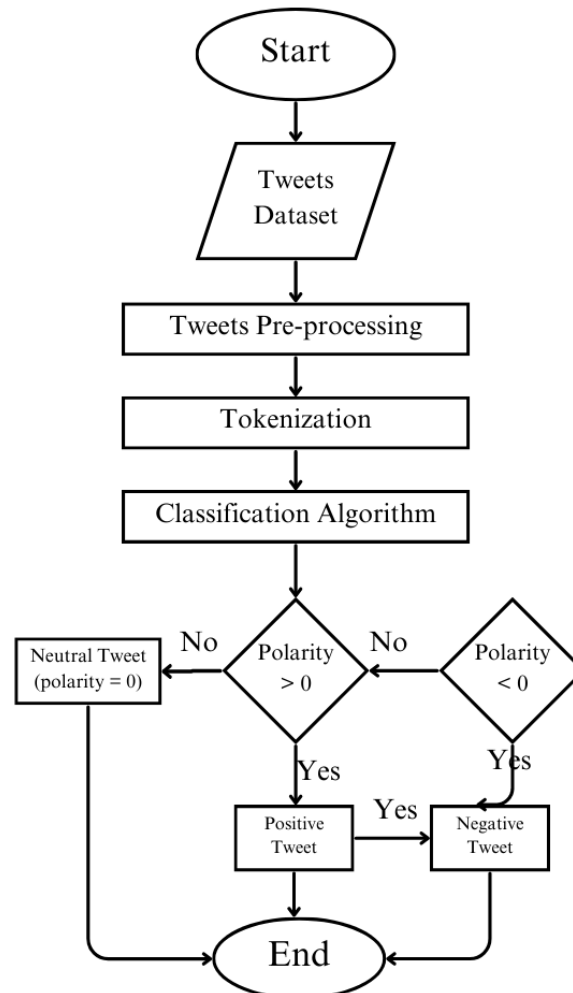 Start
Tweets
Dataset
Tweets Pre-processing
Tokenization
Classification Algorithm
No
No
Neutral Tweet
(polarity = 0)
Polarity
> 0
Polarity
< 0
Yes
Yes
Yes
Positive
Tweet
Negative
Tweet
End